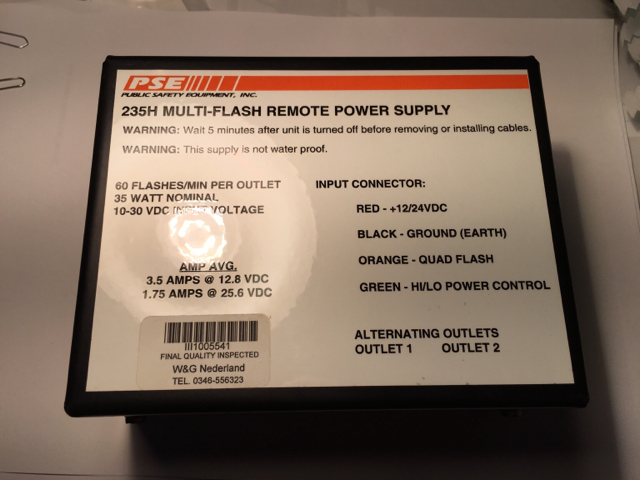 PSE
PUBLIC SAFETY EQUIPMENT, INC.
235H MULTI-FLASH REMOTE POWER SUPPLY
WARNING: Wait 5 minutes after unit is turned off before removing or installing cables.
WARNING: This supply is not water proof.
60 FLASHES/MIN PER OUTLET
35 WATT NOMINAL
10-30 VDC INPUT VOLTAGE
AMP AVG.
3.5 AMPS @ 12.8 VDC
1.75 AMPS @ 25.6 VDC
III1005541
FINAL QUALITY INSPECTED
W&G Nederland
TEL. 0346-556323
INPUT CONNECTOR:
RED - +12/24VDC
BLACK - GROUND (EARTH)
ORANGE - QUAD FLASH
GREEN - HI/LO POWER CONTROL
ALTERNATING OUTLETS
OUTLET 1 OUTLET 2